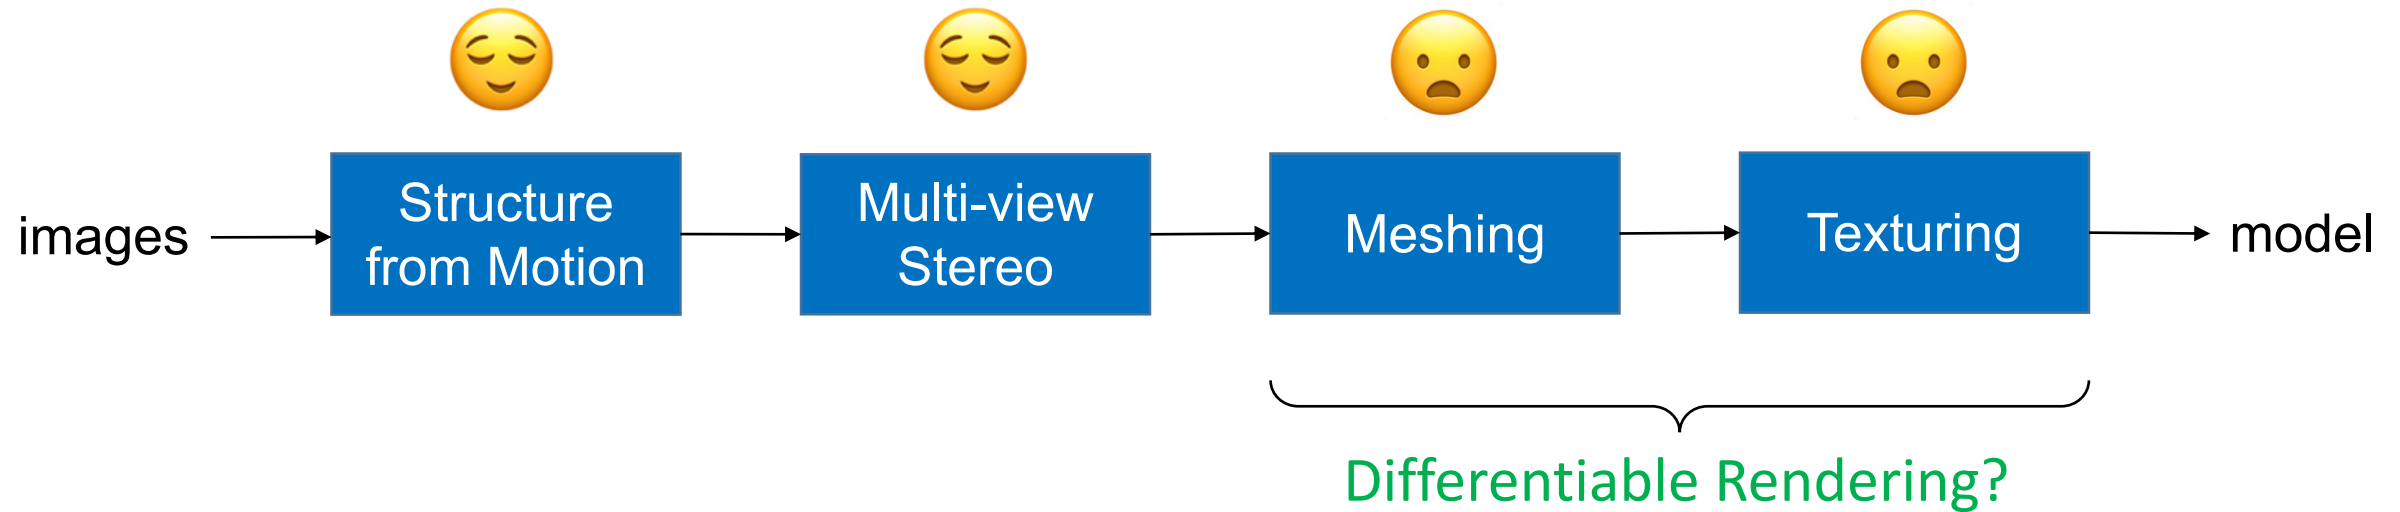 images
Structure
from Motion
Multi-view
Stereo
Meshing
Texturing
model
Differentiable Rendering?